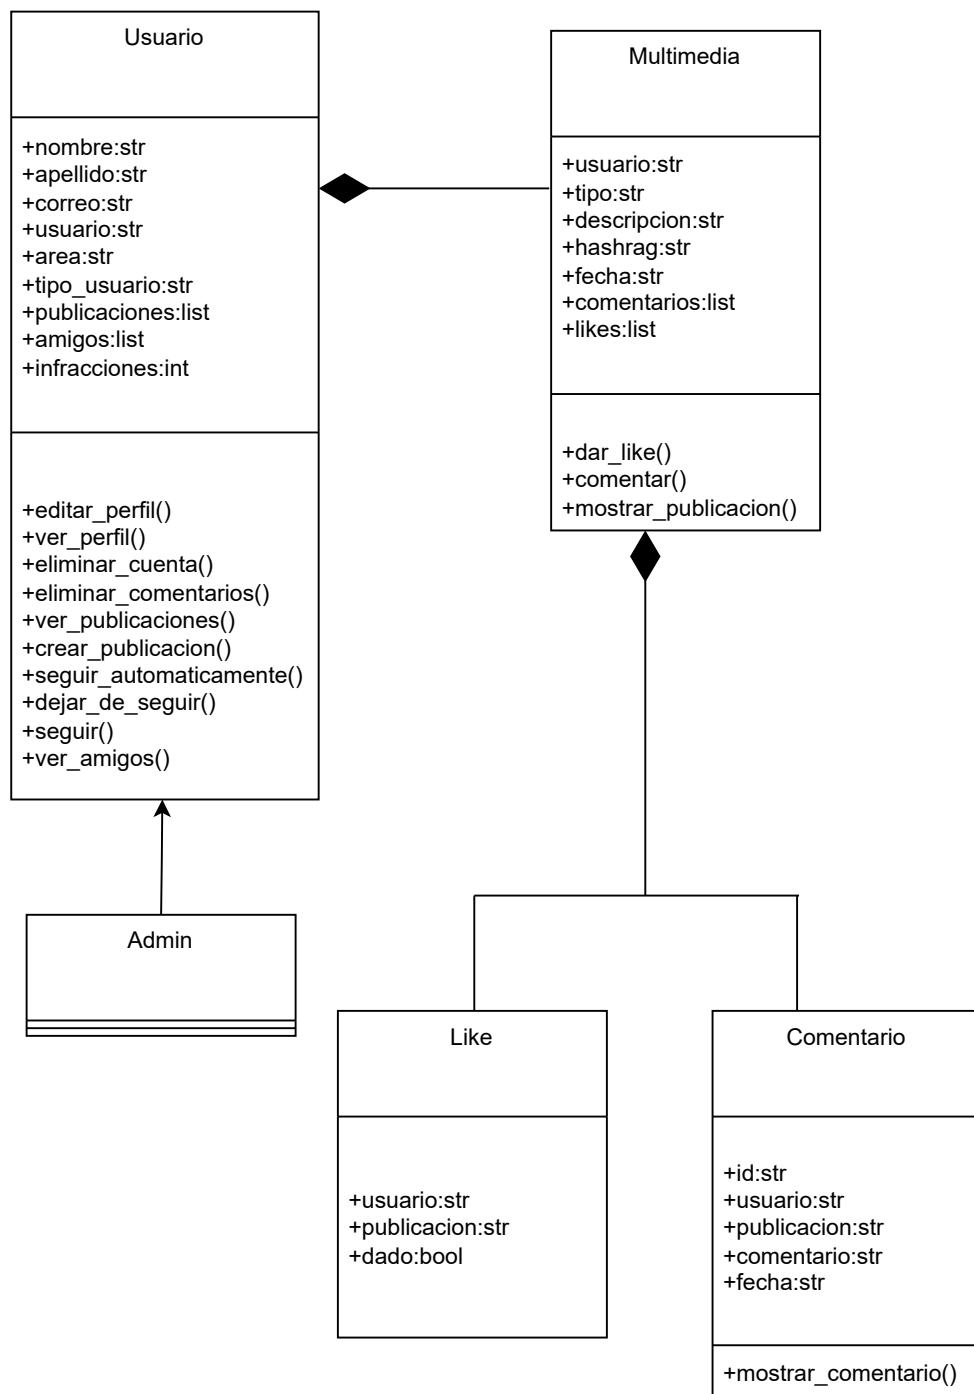 Usuario
+nombre:str
+apellido:str
+correo:str
+usuario:str
+area:str
+tipo_usuario:str
+publicaciones:list
+amigos:list
+infracciones:int
+editar_perfil()
+ver_perfil()
+eliminar_cuenta()
+eliminar_comentarios()
+ver_publicaciones()
+crear_publicacion()
+seguir_automaticamente()
+dejar_de_seguir()
+seguir()
+ver_amigos()
Multimedia
+usuario:str
+tipo:str
+descripcion:str
+hashrag:str
+fecha:str
+comentarios:list
+likes:list
+dar_like()
+comentar()
+mostrar_publicacion()
Admin
Like
+usuario:str
+publicacion:str
+dado:bool
Comentario
+id:str
+usuario:str
+publicacion:str
+comentario:str
+fecha:str
+mostrar_comentario()